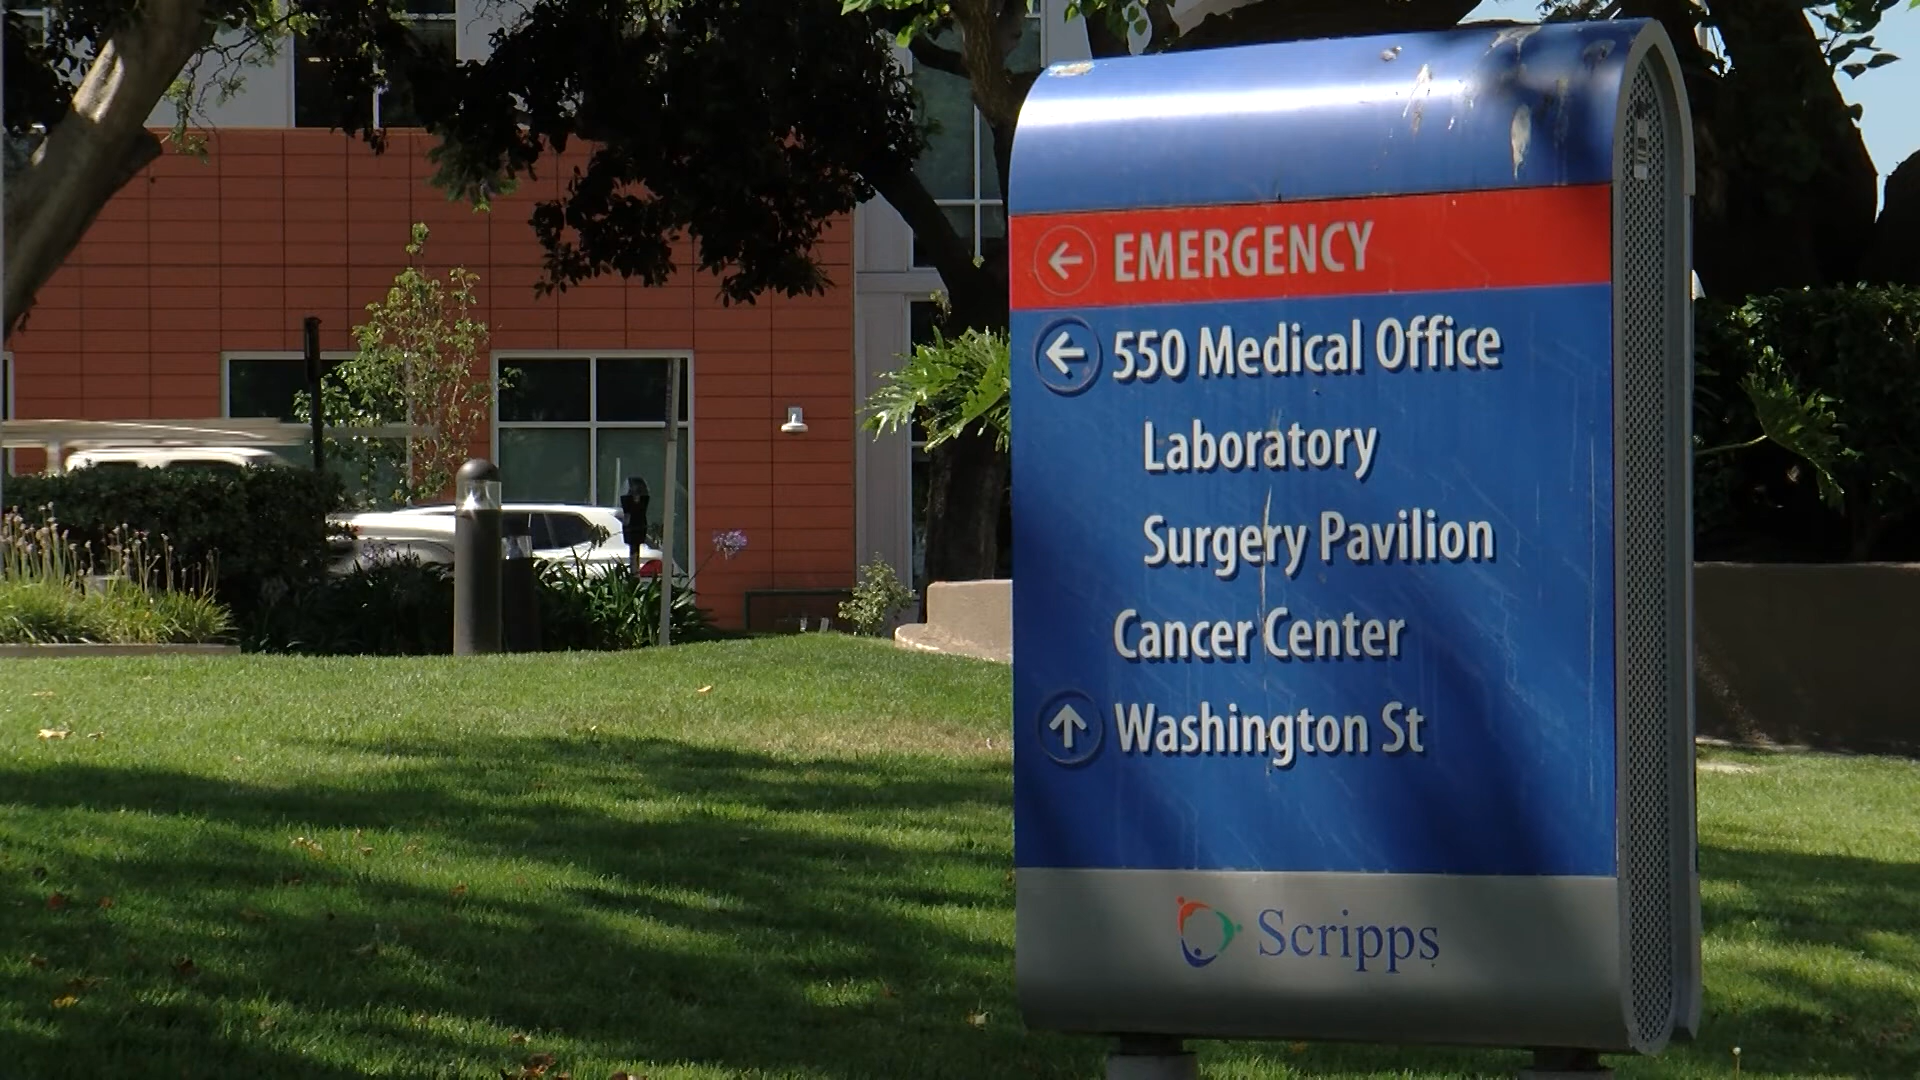 EMERGENCY
550 Medical Office
Laboratory
Surgery Pavilion
Cancer Center
Washington St
Scripps